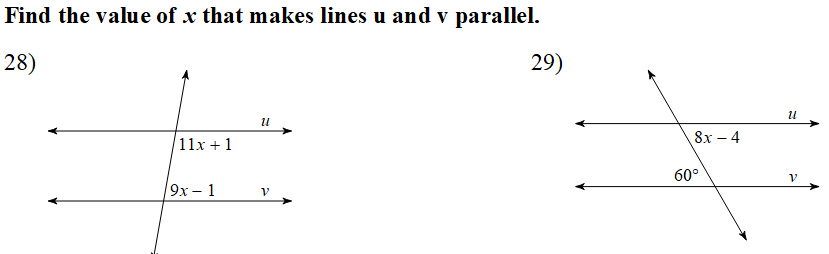 Find the value of x that makes lines u and v parallel.
28)
u
11x + 1
9x − 1
v
29)
u
8x − 4
60°
v